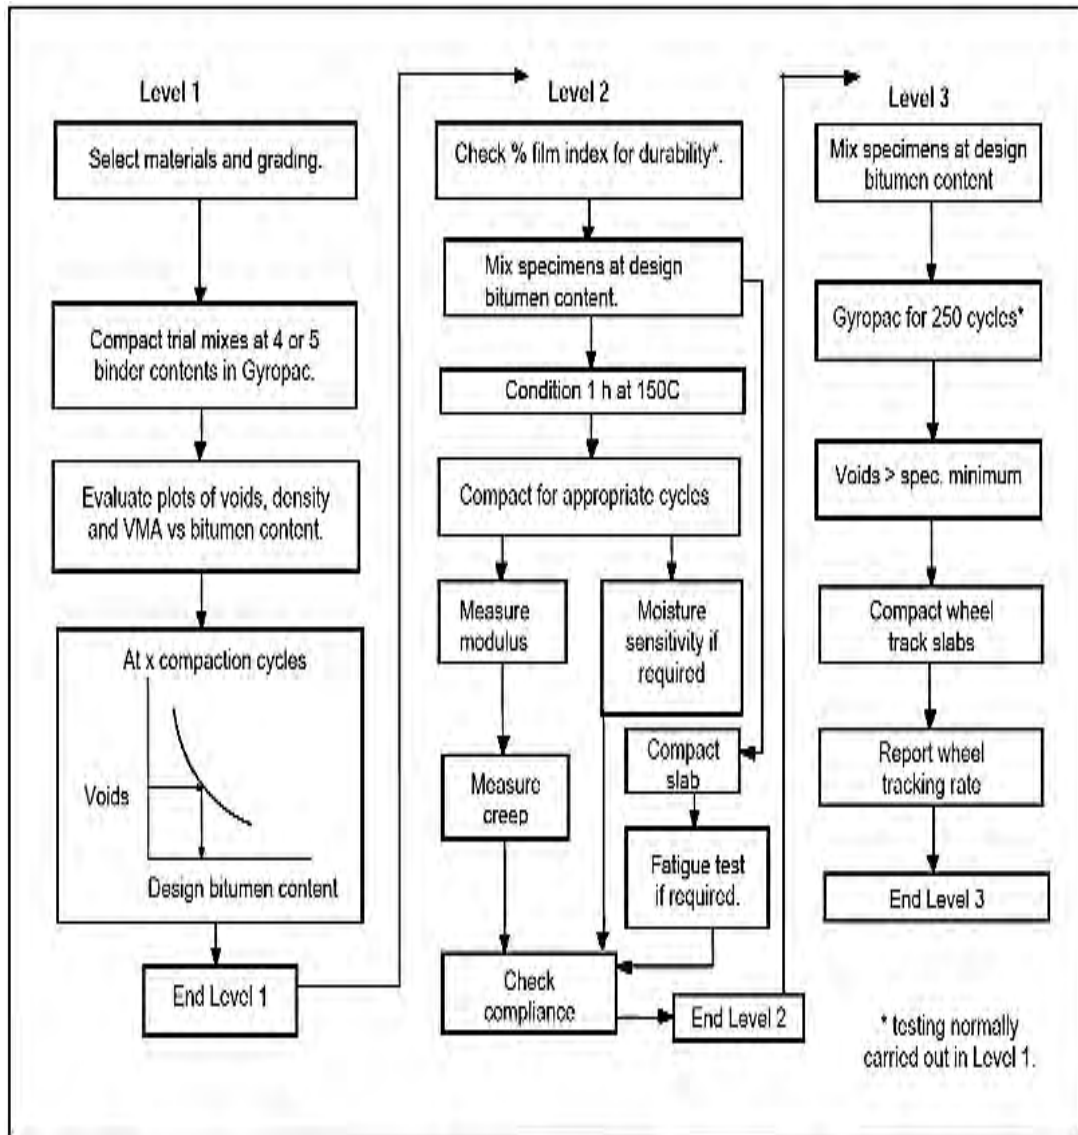 Level 1
Select materials and grading.
Compact trial mixes at 4 or 5
binder contents in Gyropac.
Evaluate plots of voids, density
and VMA vs bitumen content.
At x compaction cycles
Voids
Design bitumen content
End Level 1
Level 2
Check % film index for durability*.
Mix specimens at design
bitumen content.
Condition 1 h at 150C
Compact for appropriate cycles
Measure
modulus
Moisture
sensitivity if
required
Measure
creep
Compact
slab
Fatigue test
if required.
Check
compliance
End Level 2
Level 3
Mix specimens at design
bitumen content
Gyropac for 250 cycles*
Voids > spec. minimum
Compact wheel
track slabs
Report wheel
tracking rate
End Level 3
* testing normally
carried out in Level 1.